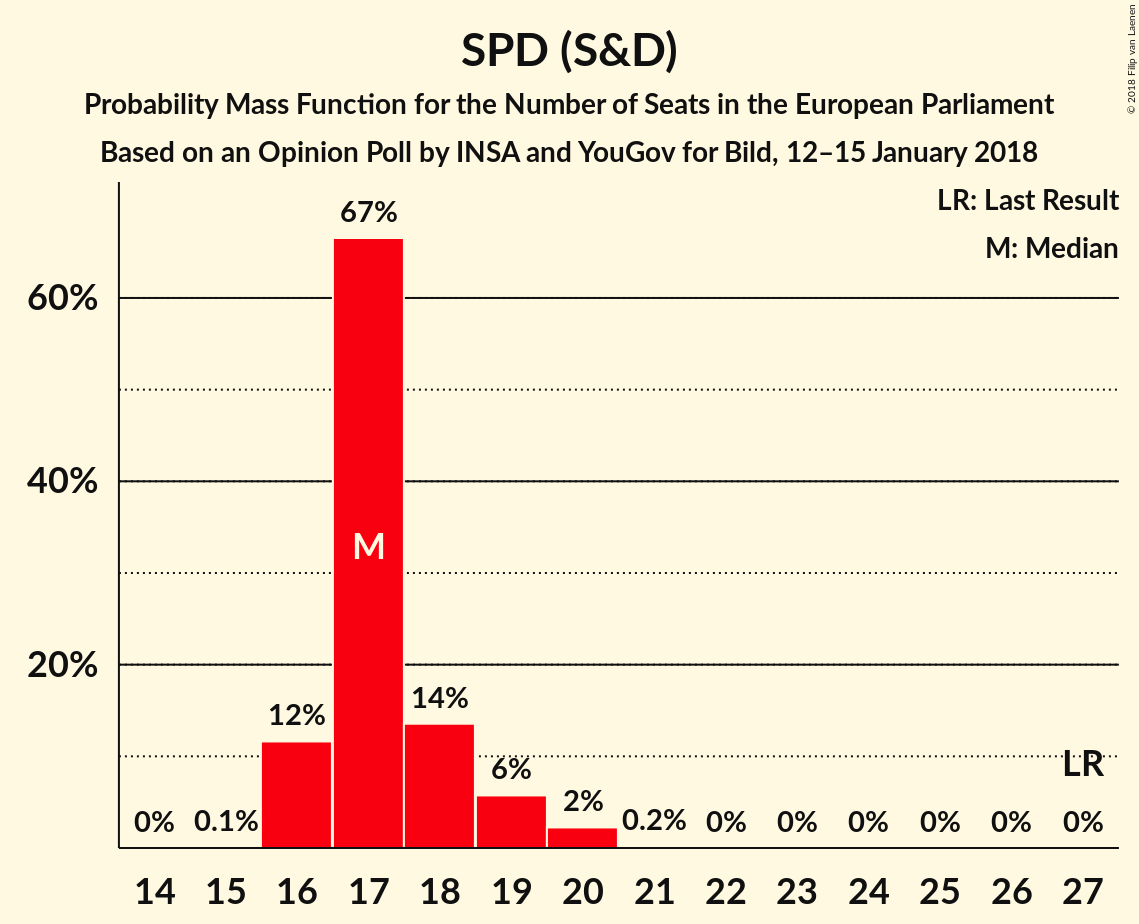 SPD (S&D)
Probability Mass Function for the Number of Seats in the European Parliament
Based on an Opinion Poll by INSA and YouGov for Bild, 12–15 January 2018
© 2018 Filip van Laenen
LR: Last Result
M: Median
67%
60%
40%
M
20%
14%
12%
LR
6%
2%
0% 0.1% 0.2% 0% 0% 0% 0% 0% 0%
14 15 16 17 18 19 20 21 22 23 24 25 26 27